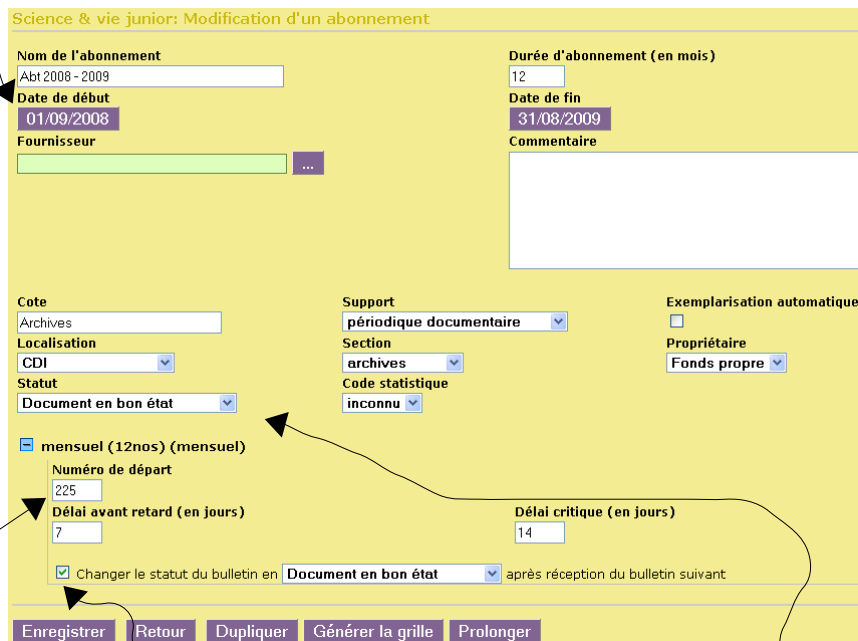 Science & vie junior: Modification d'un abonnement
Nom de l'abonnement
Durée d'abonnement (en mois)
Abt 2008 - 2009
12
Date de début
Date de fin
01/09/2008
31/08/2009
Fournisseur
Commentaire
...
Cote
Support
Exemplarisation automatique
Archives
périodique documentaire
Localisation
Section
Propriétaire
CDI
archives
Fonds propre
Statut
Code statistique
Document en bon état
inconnu
mensuel (12nos) (mensuel)
Numéro de départ
225
Délai avant retard (en jours)
Délai critique (en jours)
7
14
Changer le statut du bulletin en Document en bon état après réception du bulletin suivant
Enregistrer Retour Dupliquer Générer la grille Prolonger